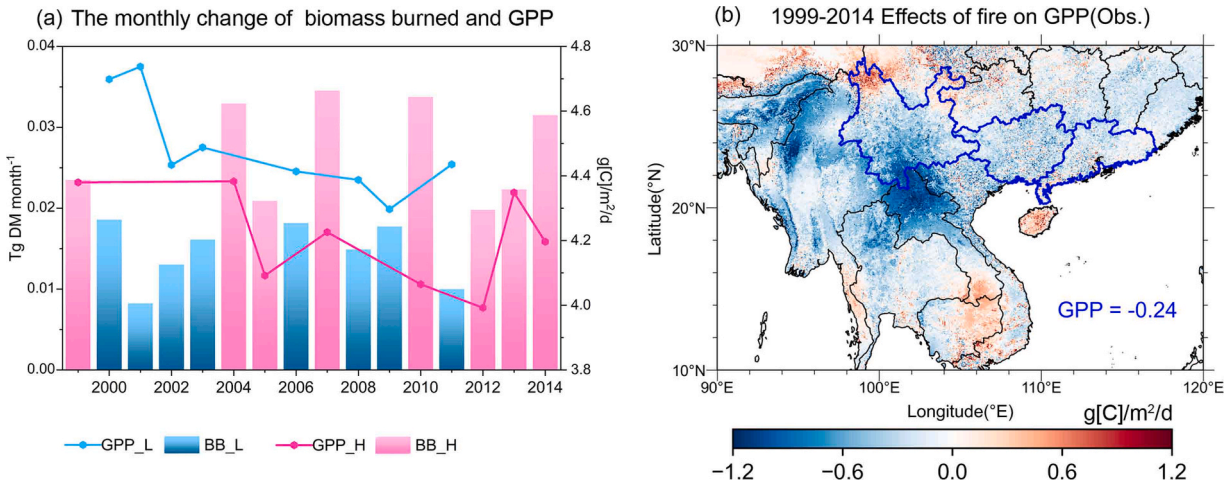 (a) The monthly change of biomass burned and GPP
0.04
0.03
0.02
0.01
0.00
Tg DM month⁻¹
4.8
4.6
4.4
4.2
4.0
3.8
g[C]/m²/d
2000 2002 2004 2006 2008 2010 2012 2014
GPP_L BB_L GPP_H BB_H
(b) 1999-2014 Effects of fire on GPP(Obs.)
30°N
20°N
10°N
Latitude(°N)
GPP = -0.24
90°E 100°E 110°E 120°E
Longitude(°E)
g[C]/m²/d
−1.2 −0.6 0.0 0.6 1.2